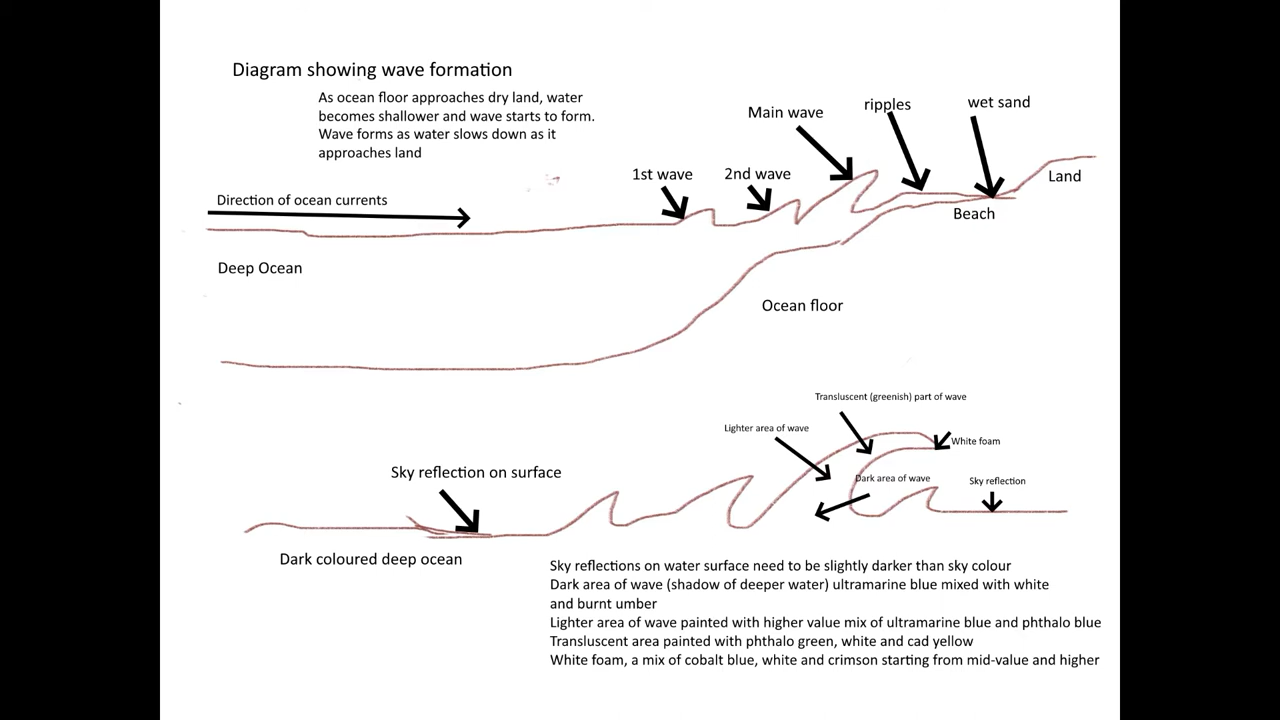 Diagram showing wave formation
As ocean floor approaches dry land, water
becomes shallower and wave starts to form.
Wave forms as water slows down as it
approaches land
Main wave
ripples
wet sand
1st wave
2nd wave
Land
Direction of ocean currents
Beach
Deep Ocean
Ocean floor
Transluscent (greenish) part of wave
Lighter area of wave
White foam
Sky reflection on surface
Dark area of wave
Sky reflection
Dark coloured deep ocean
Sky reflections on water surface need to be slightly darker than sky colour
Dark area of wave (shadow of deeper water) ultramarine blue mixed with white
and burnt umber
Lighter area of wave painted with higher value mix of ultramarine blue and phthalo blue
Transluscent area painted with phthalo green, white and cad yellow
White foam, a mix of cobalt blue, white and crimson starting from mid-value and higher